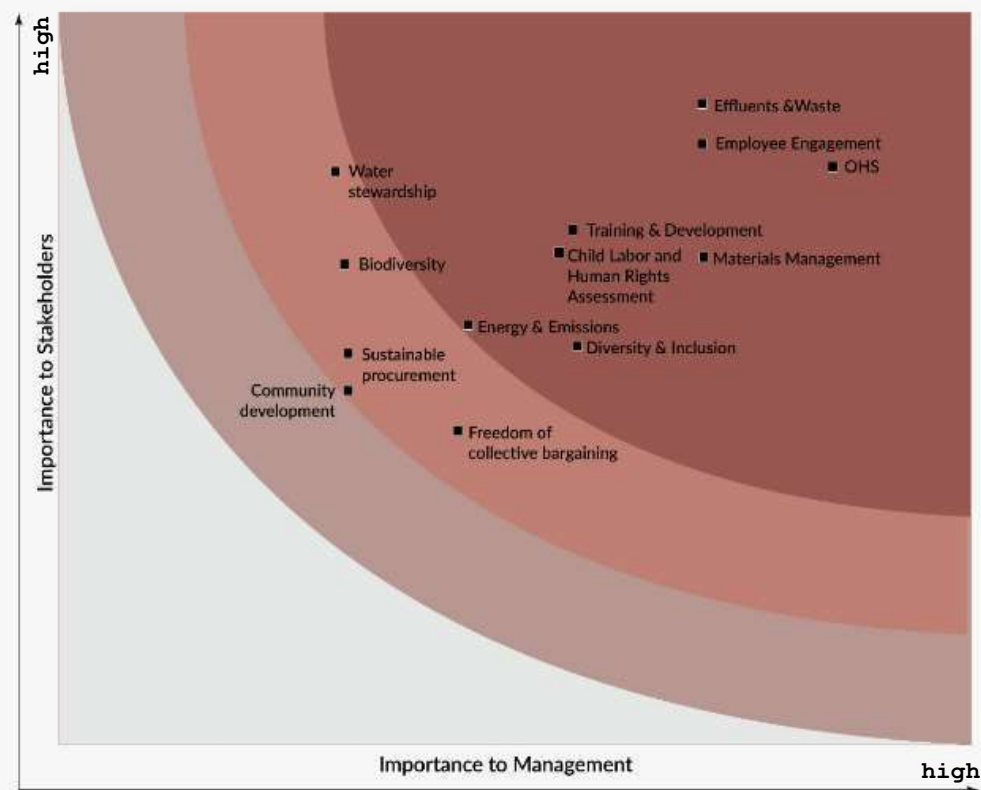 high
Effluents &Waste
Employee Engagement
OHS
Water
stewardship
Training & Development
Child Labor and
Human Rights
Assessment
Materials Management
Biodiversity
Energy & Emissions
Diversity & Inclusion
Sustainable
procurement
Community
development
Freedom of
collective bargaining
Importance to Stakeholders
Importance to Management
high